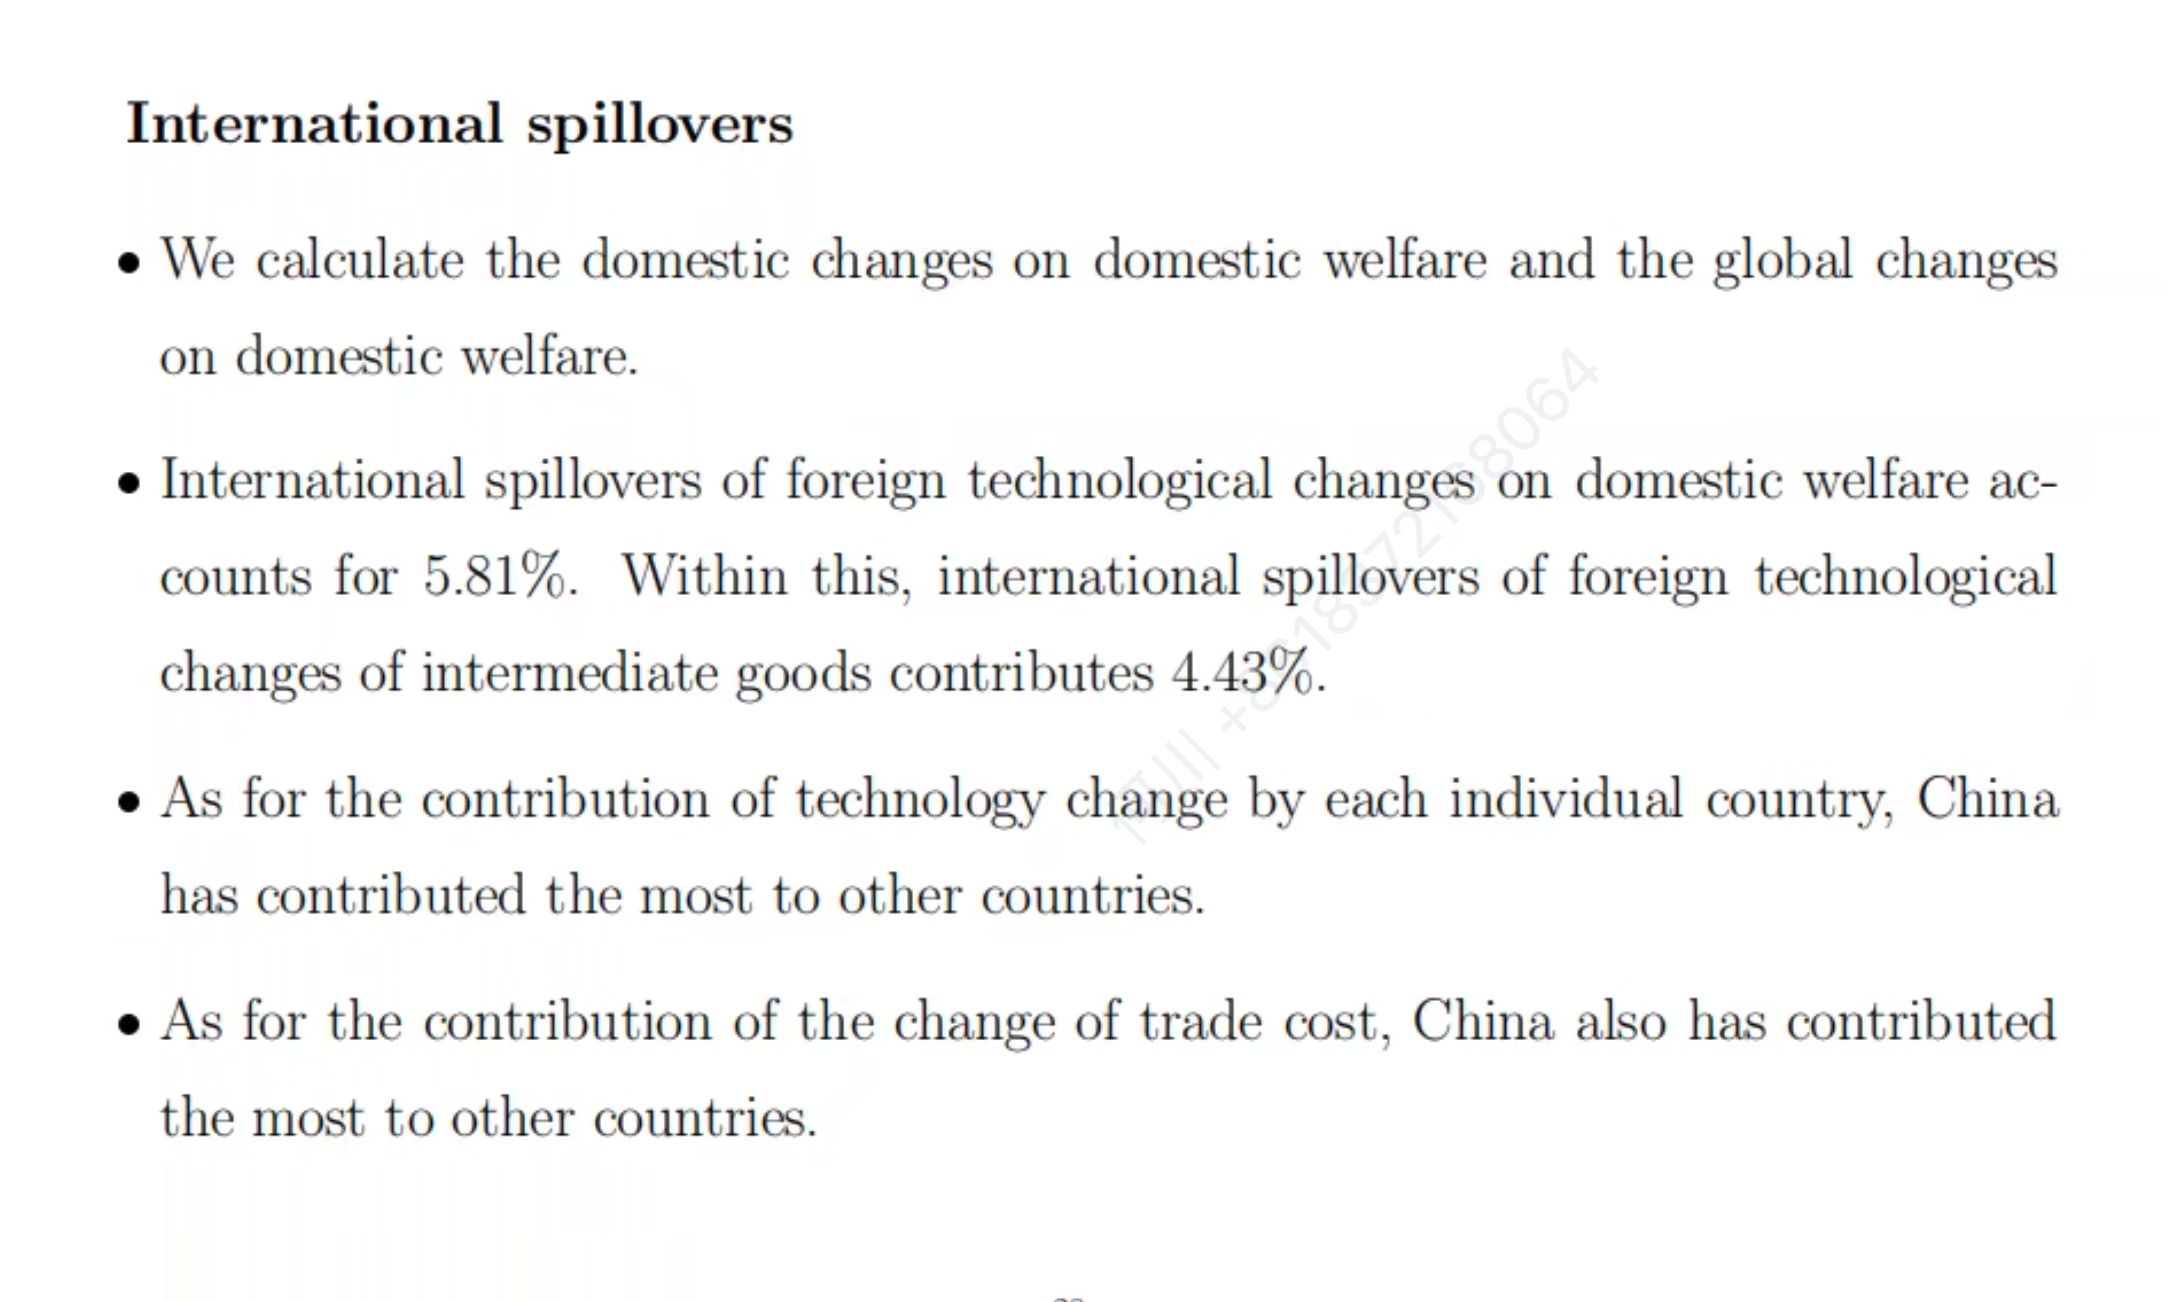 International spillovers
• We calculate the domestic changes on domestic welfare and the global changes
on domestic welfare.
• International spillovers of foreign technological changes on domestic welfare ac-
counts for 5.81%. Within this, international spillovers of foreign technological
changes of intermediate goods contributes 4.43%.
• As for the contribution of technology change by each individual country, China
has contributed the most to other countries.
• As for the contribution of the change of trade cost, China also has contributed
the most to other countries.